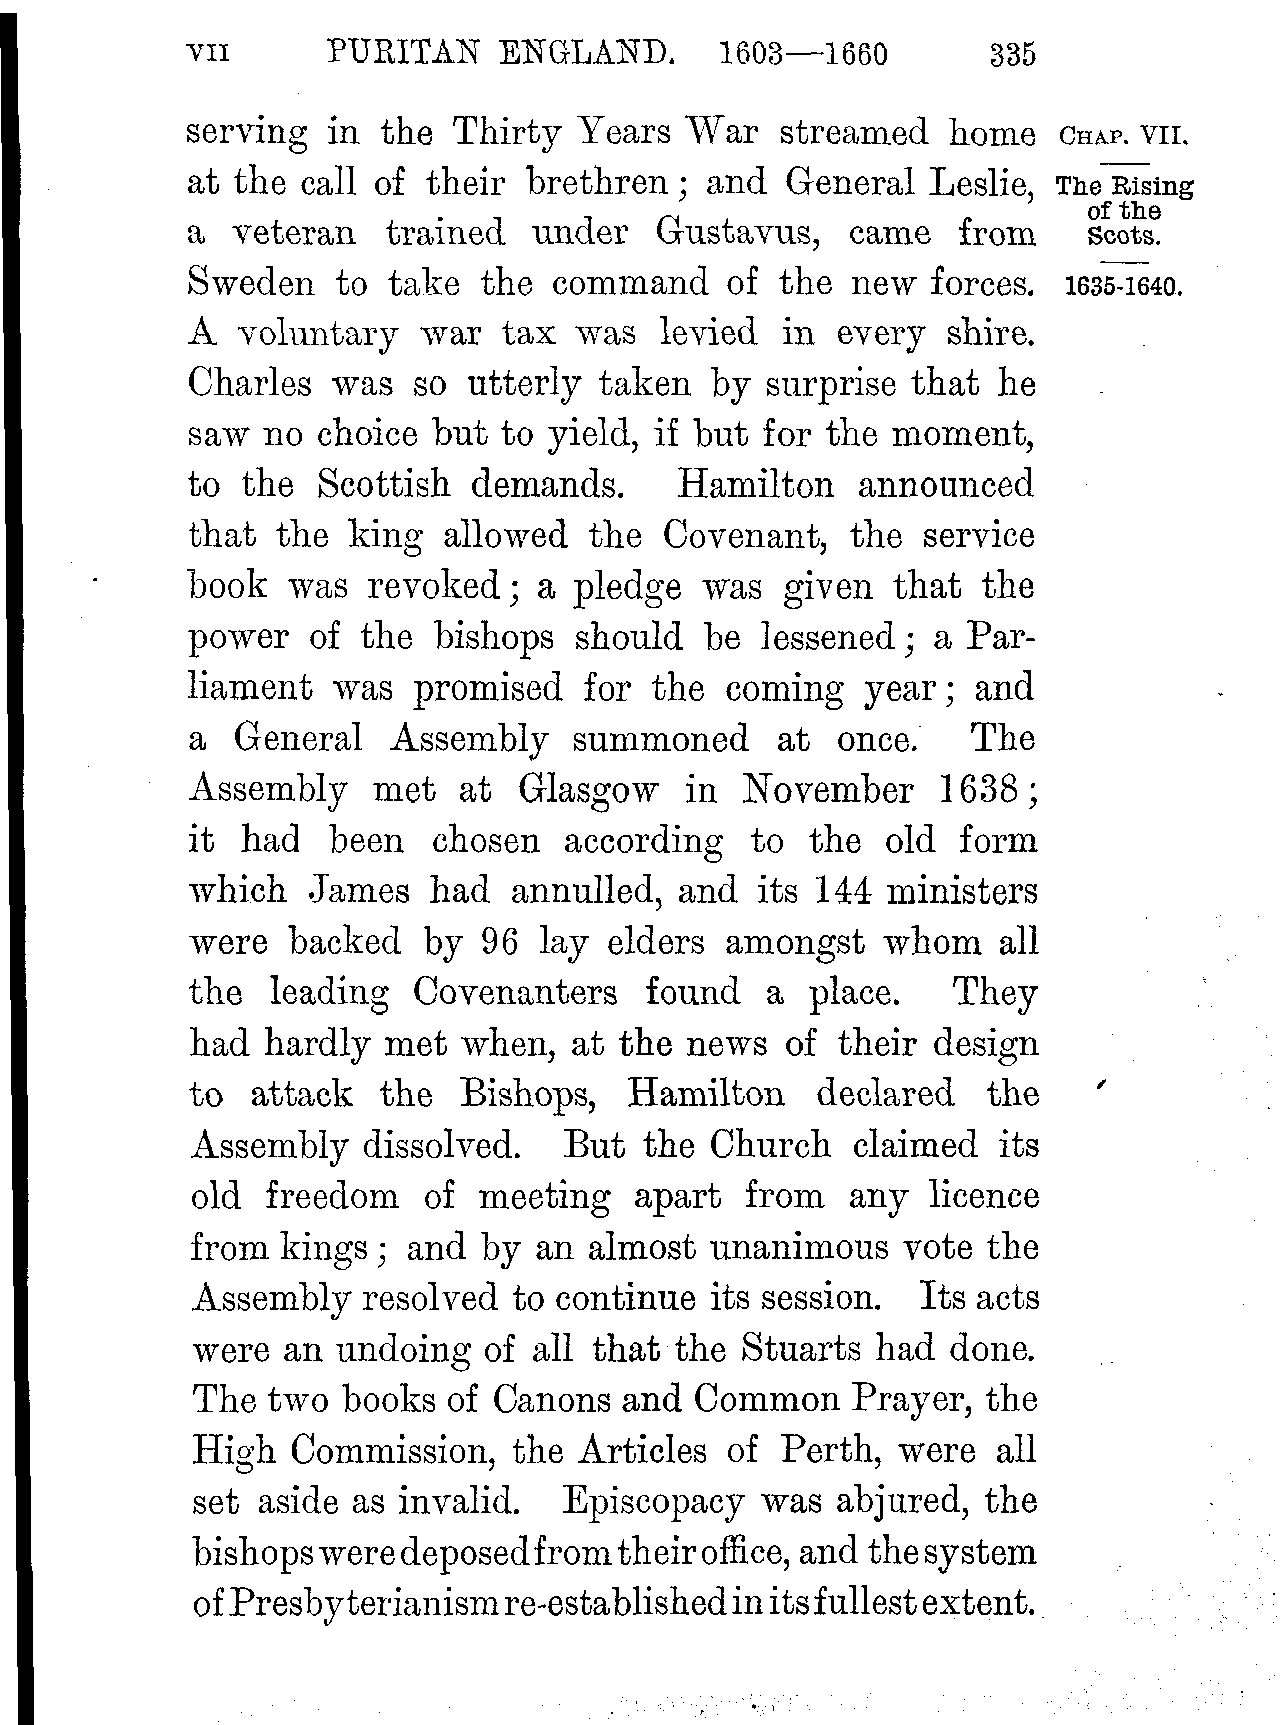 VII PURITAN ENGLAND. 1603—1660 335
serving in the Thirty Years War streamed home
at the call of their brethren; and General Leslie,
a veteran trained under Gustavus, came from
Sweden to take the command of the new forces.
A voluntary war tax was levied in every shire.
Charles was so utterly taken by surprise that he
saw no choice but to yield, if but for the moment,
to the Scottish demands. Hamilton announced
that the king allowed the Covenant, the service
book was revoked; a pledge was given that the
power of the bishops should be lessened; a Par-
liament was promised for the coming year; and
a General Assembly summoned at once. The
Assembly met at Glasgow in November 1638;
it had been chosen according to the old form
which James had annulled, and its 144 ministers
were backed by 96 lay elders amongst whom all
the leading Covenanters found a place. They
had hardly met when, at the news of their design
to attack the Bishops, Hamilton declared the
Assembly dissolved. But the Church claimed its
old freedom of meeting apart from any licence
from kings; and by an almost unanimous vote the
Assembly resolved to continue its session. Its acts
were an undoing of all that the Stuarts had done.
The two books of Canons and Common Prayer, the
High Commission, the Articles of Perth, were all
set aside as invalid. Episcopacy was abjured, the
bishops were deposed from their office, and the system
of Presbyterianism re-established in its fullest extent.
CHAP. VII.
The Rising
of the
Scots.
1635-1640.